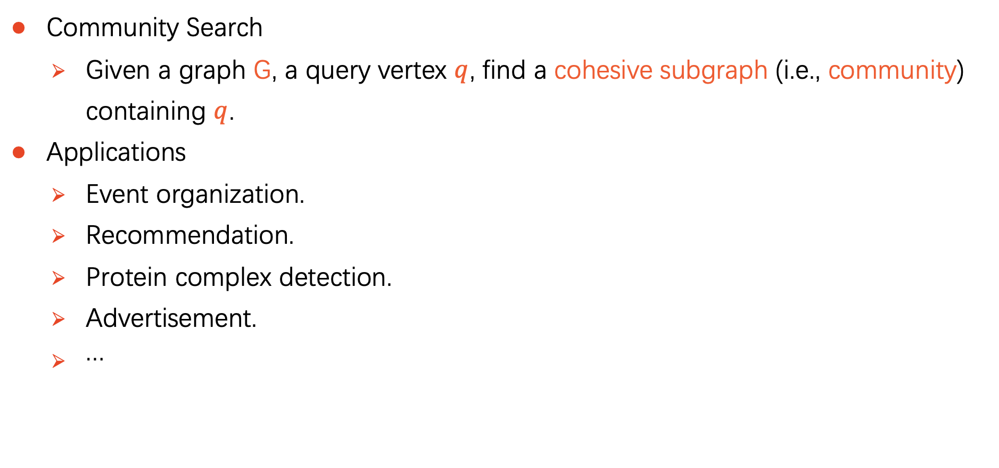 Community Search
Given a graph G, a query vertex q, find a cohesive subgraph (i.e., community)
containing q.
Applications
Event organization.
Recommendation.
Protein complex detection.
Advertisement.
...